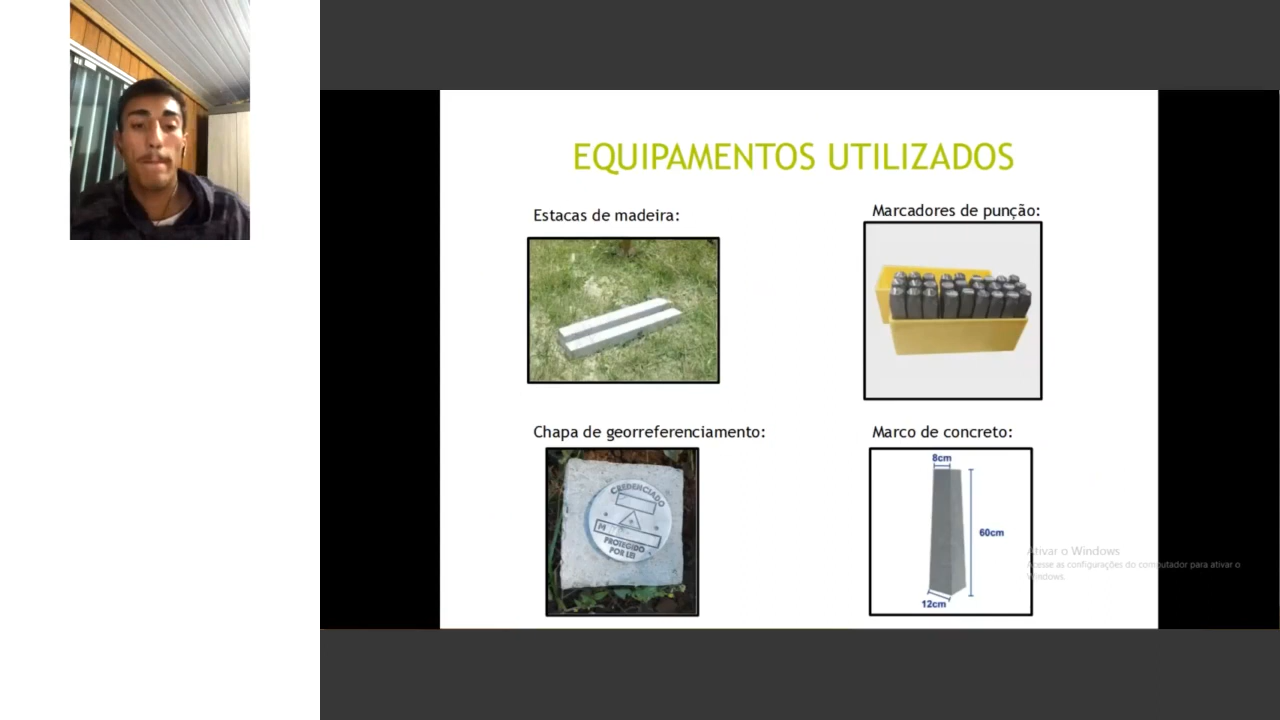 EQUIPAMENTOS UTILIZADOS
Estacas de madeira:
Marcadores de punção:
Chapa de georreferenciamento:
CREDENCIADO
M
PROTEGIDO
POR LEI
Marco de concreto:
8cm
60cm
12cm
Ativar o Windows
Acesse as configurações do computador para ativar o
Windows.